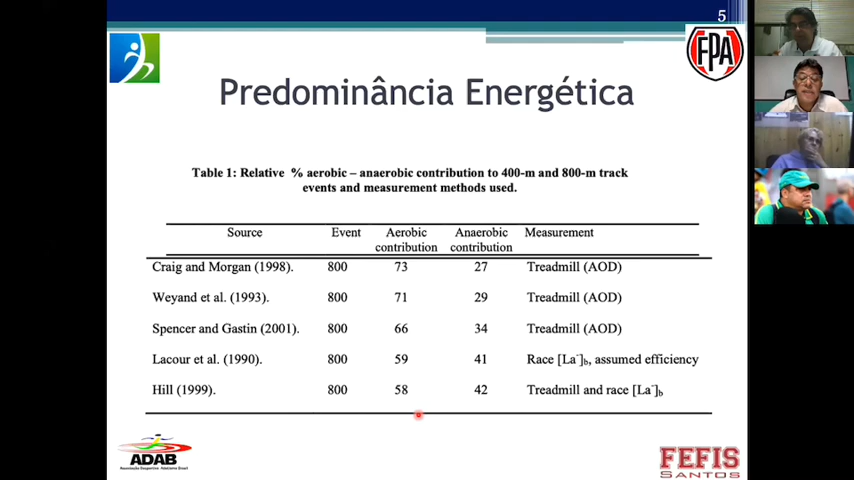 5
FPA
Predominância Energética
Table 1: Relative % aerobic – anaerobic contribution to 400-m and 800-m track
events and measurement methods used.
Source Event Aerobic contribution Anaerobic contribution Measurement
Craig and Morgan (1998). 800 73 27 Treadmill (AOD)
Weyand et al. (1993). 800 71 29 Treadmill (AOD)
Spencer and Gastin (2001). 800 66 34 Treadmill (AOD)
Lacour et al. (1990). 800 59 41 Race [La⁻]b, assumed efficiency
Hill (1999). 800 58 42 Treadmill and race [La⁻]b
ADAB
FEFIS
SANTOS